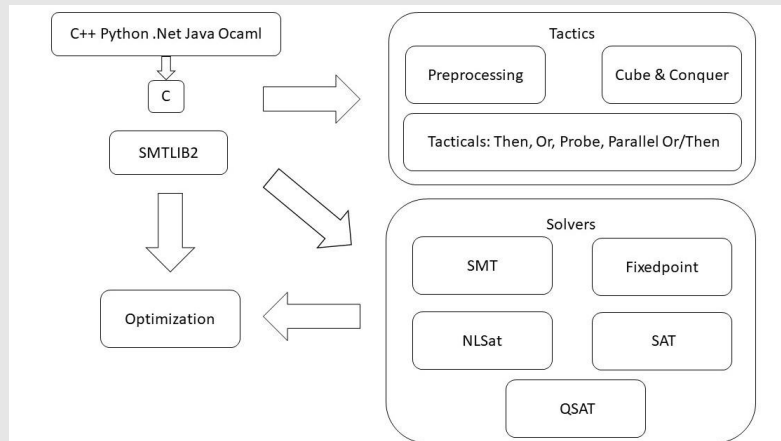 C++ Python .Net Java Ocaml
C
SMTLIB2
Optimization
Tactics
Preprocessing
Cube & Conquer
Tacticals: Then, Or, Probe, Parallel Or/Then
Solvers
SMT
Fixedpoint
NLSat
SAT
QSAT